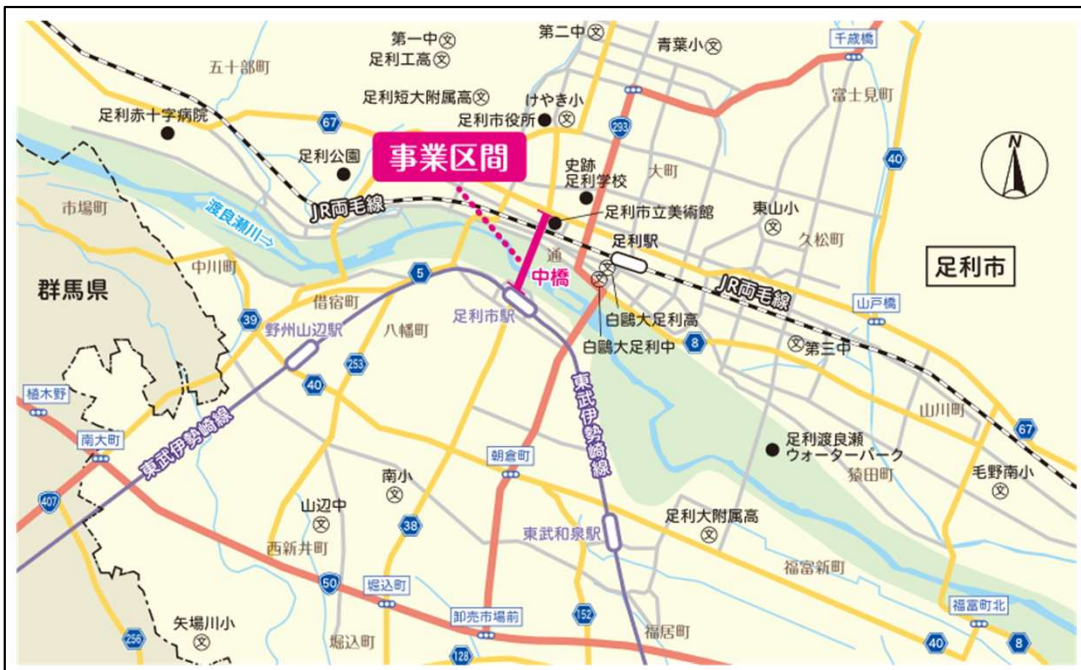 第一中
足利工高
第二中
青葉小
千歳橋
五十部町
足利短大附属高
けやき小
足利市役所
富士見町
足利赤十字病院
67
293
事業区間
足利公園
史跡
足利学校
大町
40
N
市場町
渡良瀬川→
JR両毛線
足利市立美術館
東山小
久松町
足利駅
通
中橋
足利市
中川町
5
JR両毛線
群馬県
借宿町
足利市駅
白鷗大足利高
山戸橋
39
野州山辺駅
八幡町
白鷗大足利中
8
第三中
253
植木野
40
東武伊勢崎線
山川町
67
南大町
東武伊勢崎線
朝倉町
足利渡良瀬
ウォーターパーク
猿田町
毛野南小
407
南小
山辺中
38
足利大附属高
西新井町
東武和泉駅
福富新町
50
堀込町
152
福富町北
矢場川小
卸売市場前
256
堀込町
128
福居町
40
8